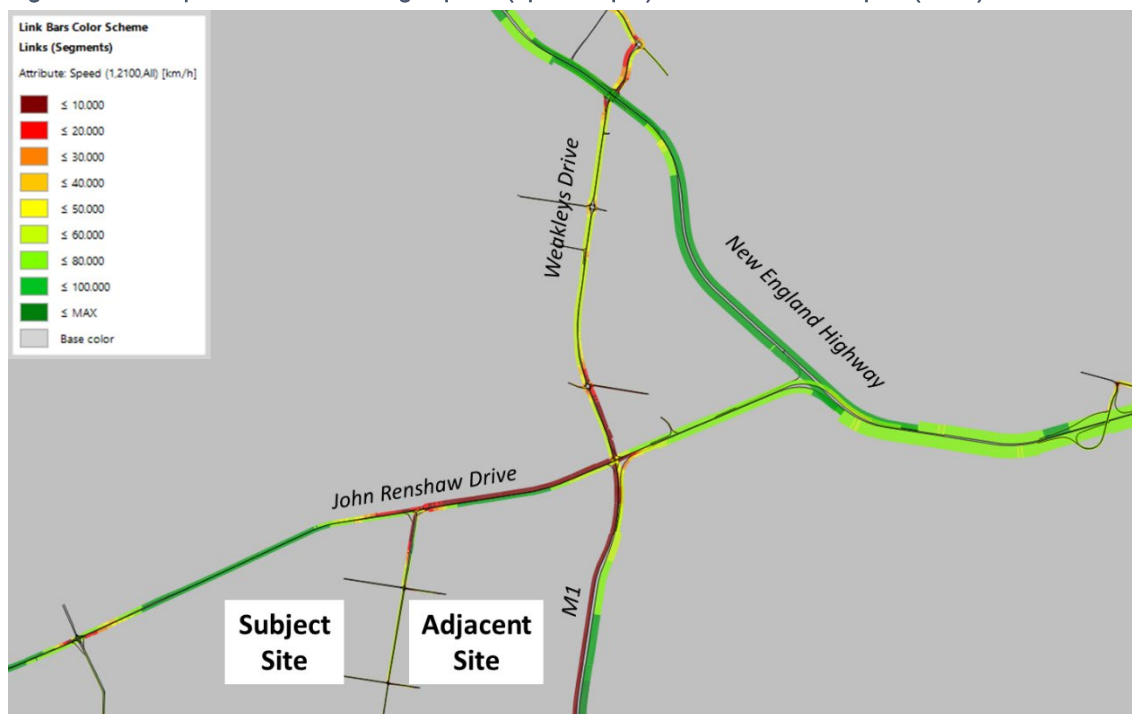 Link Bars Color Scheme
Links (Segments)
Attribute: Speed (1,2100,All) [km/h]
≤ 10.000
≤ 20.000
≤ 30.000
≤ 40.000
≤ 50.000
≤ 60.000
≤ 80.000
≤ 100.000
≤ MAX
Base color
Weakleys Drive
New England Highway
John Renshaw Drive
M1
Subject
Site
Adjacent
Site